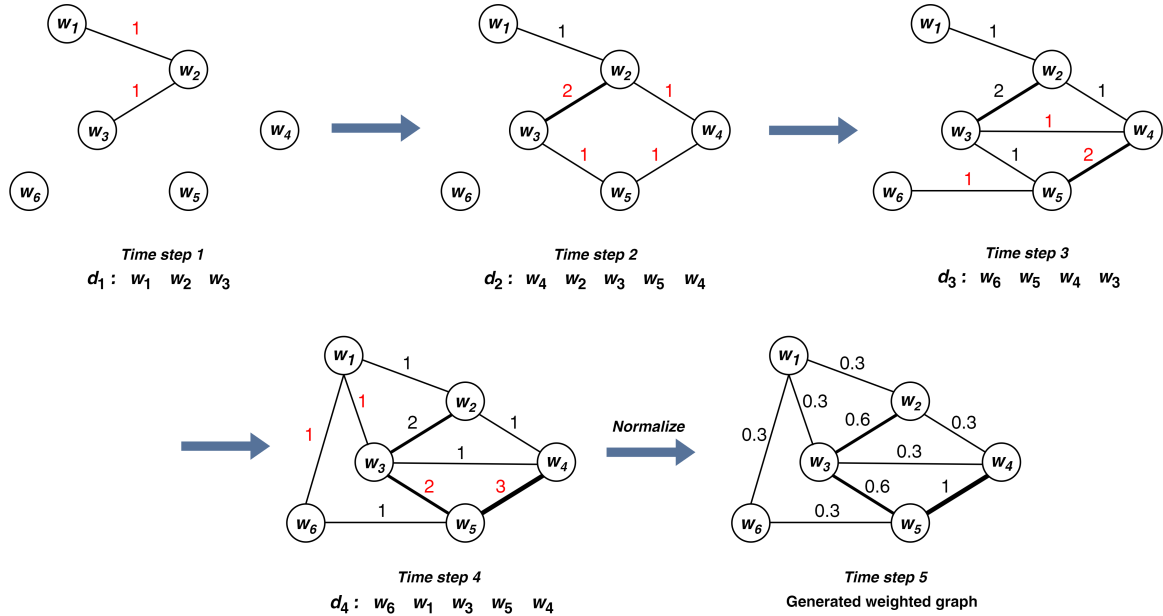 w1
1
w2
1
w3
w4
w6
w5
Time step 1
d1 : w1 w2 w3
w1
1
w2
2
1
w3
w4
1
1
w6
w5
Time step 2
d2 : w4 w2 w3 w5 w4
w1
1
w2
2
1
w3
1
w4
1
2
w6
1
w5
Time step 3
d3 : w6 w5 w4 w3
w1
1
w2
1
2
1
1
w3
1
w4
2
3
w6
1
w5
Time step 4
d4 : w6 w1 w3 w5 w4
Normalize
w1
0.3
w2
0.3
0.6
0.3
0.3
w3
0.3
w4
0.6
1
w6
0.3
w5
Time step 5
Generated weighted graph